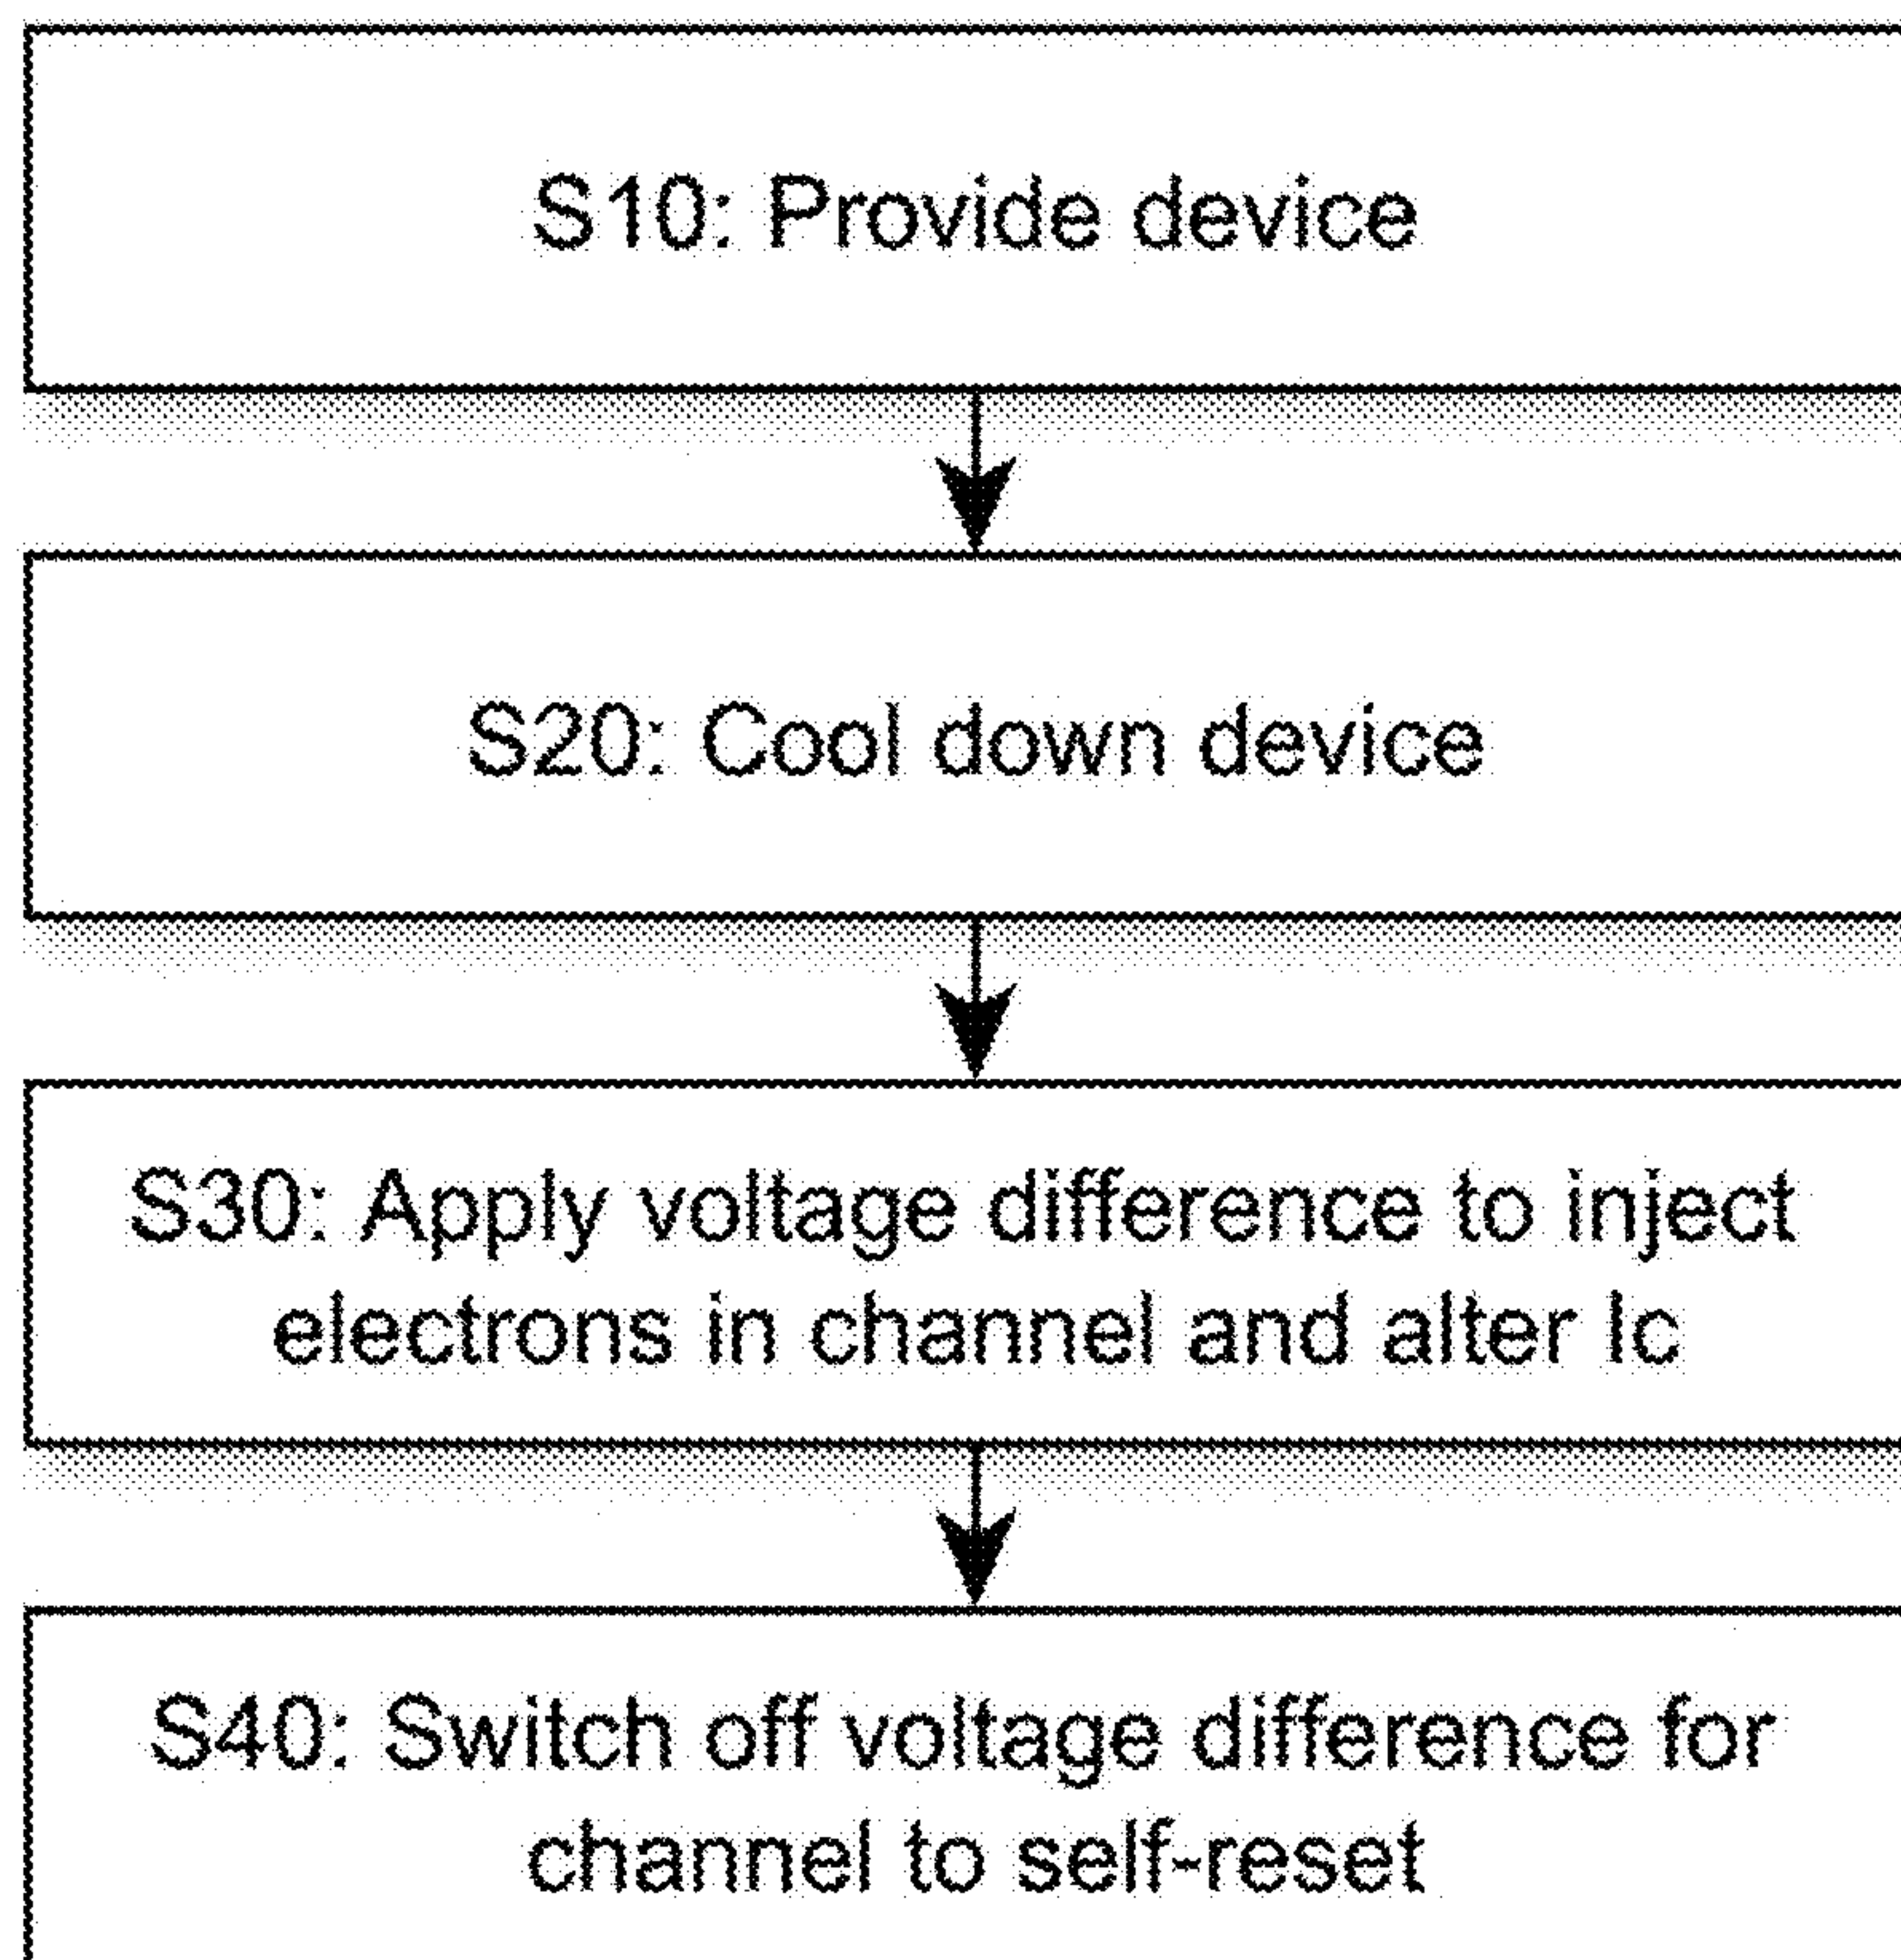 S10: Provide device
S20: Cool down device
S30: Apply voltage difference to inject
electrons in channel and alter Ic
S40: Switch off voltage difference for
channel to self-reset